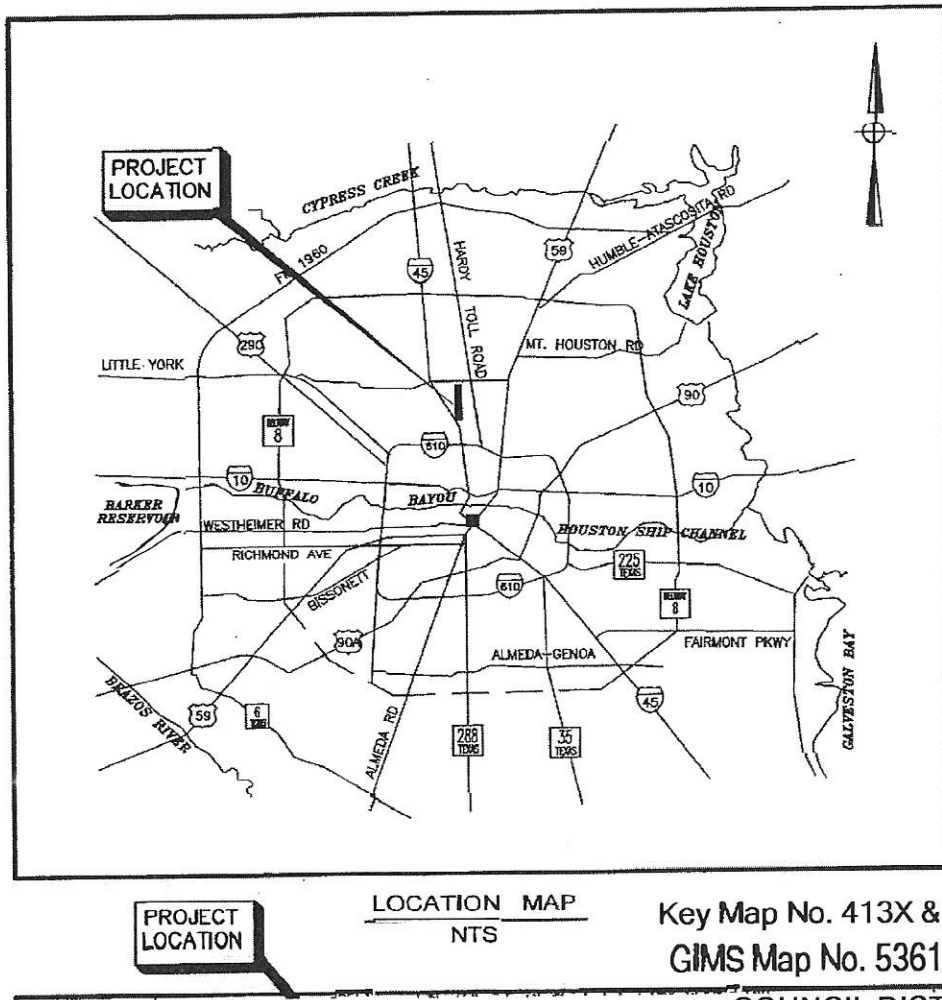 PROJECT
LOCATION
CYPRESS CREEK
FM 1960
45
HARDY
TOLL ROAD
59
HUMBLE-ATASCOSITA RD
LAKE HOUSTON
290
LITTLE YORK
MT. HOUSTON RD
90
BELTWAY
8
610
10
BUFFALO
BAYOU
10
BARKER
RESERVOIR
WESTHEIMER RD
HOUSTON SHIP CHANNEL
RICHMOND AVE
225
TEXAS
BISSONETT
610
BELTWAY
8
90A
ALMEDA-GENOA
FAIRMONT PKWY
GALVESTON BAY
BRAZOS RIVER
59
6
TEXAS
ALMEDA RD
288
TEXAS
35
TEXAS
45
PROJECT
LOCATION
LOCATION MAP
NTS
Key Map No. 413X &
GIMS Map No. 5361